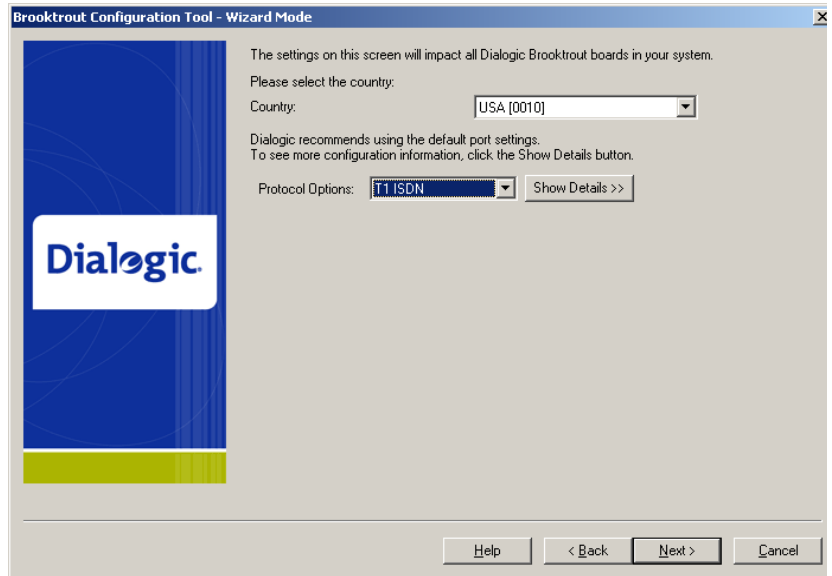 Brooktrout Configuration Tool - Wizard Mode
The settings on this screen will impact all Dialogic Brooktrout boards in your system.
Please select the country:
Country: USA [0010]
Dialogic recommends using the default port settings.
To see more configuration information, click the Show Details button.
Protocol Options: T1 ISDN Show Details >>
Dialogic.
Help < Back Next > Cancel